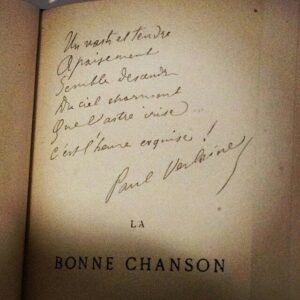 Un vaste et tendre
Apaisement
Semble descendre
Du ciel charmant
Que l'astre irise ...
C'est l'heure exquise !
Paul Verlaine
LA
BONNE CHANSON